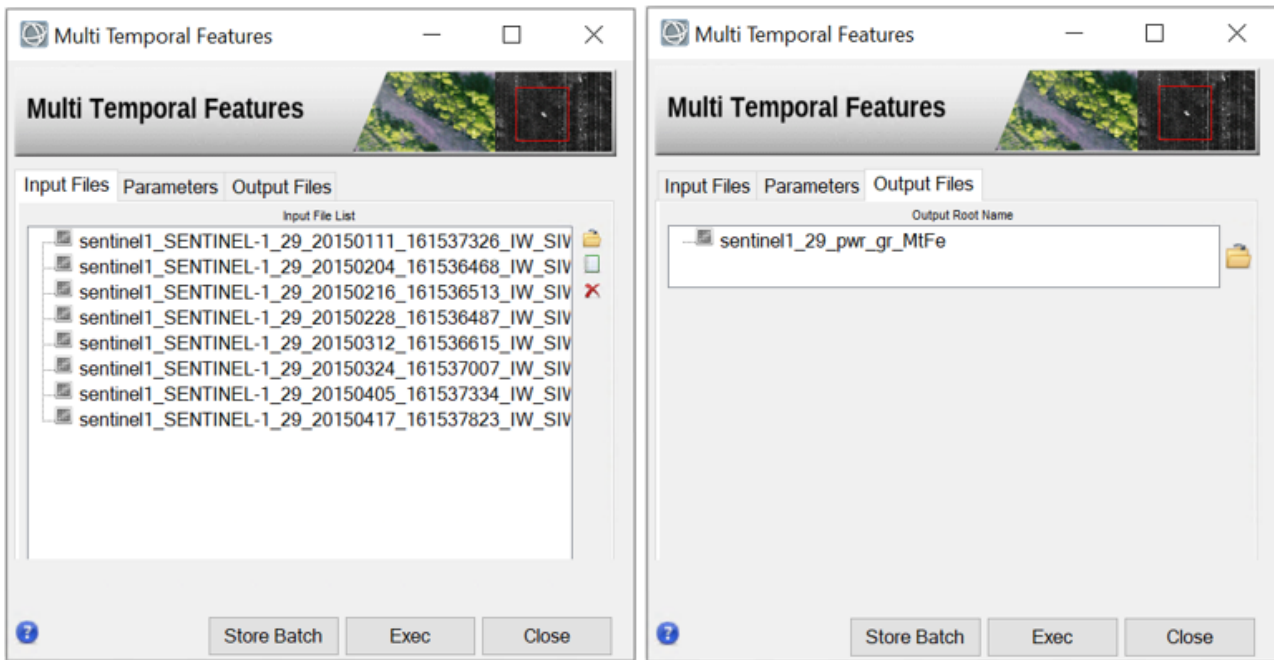 Multi Temporal Features
Multi Temporal Features
Input Files Parameters Output Files
Input File List
sentinel1_SENTINEL-1_29_20150111_161537326_IW_SIW
sentinel1_SENTINEL-1_29_20150204_161536468_IW_SIV
sentinel1_SENTINEL-1_29_20150216_161536513_IW_SIV
sentinel1_SENTINEL-1_29_20150228_161536487_IW_SIV
sentinel1_SENTINEL-1_29_20150312_161536615_IW_SIV
sentinel1_SENTINEL-1_29_20150324_161537007_IW_SIV
sentinel1_SENTINEL-1_29_20150405_161537334_IW_SIV
sentinel1_SENTINEL-1_29_20150417_161537823_IW_SIW
Store Batch Exec Close
Multi Temporal Features
Multi Temporal Features
Input Files Parameters Output Files
Output Root Name
sentinel1_29_pwr_gr_MtFe
Store Batch Exec Close